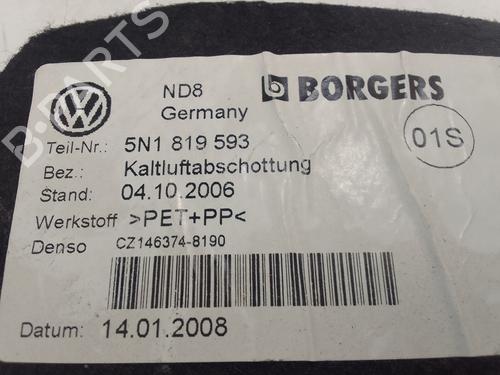 ND8
BORGERS
Germany
Teil-Nr.: 5N1 819 593
01S
Bez.: Kaltluftabschottung
Stand: 04.10.2006
Werkstoff >PET+PP<
Denso CZ146374-8190
Datum: 14.01.2008
B-PARTS